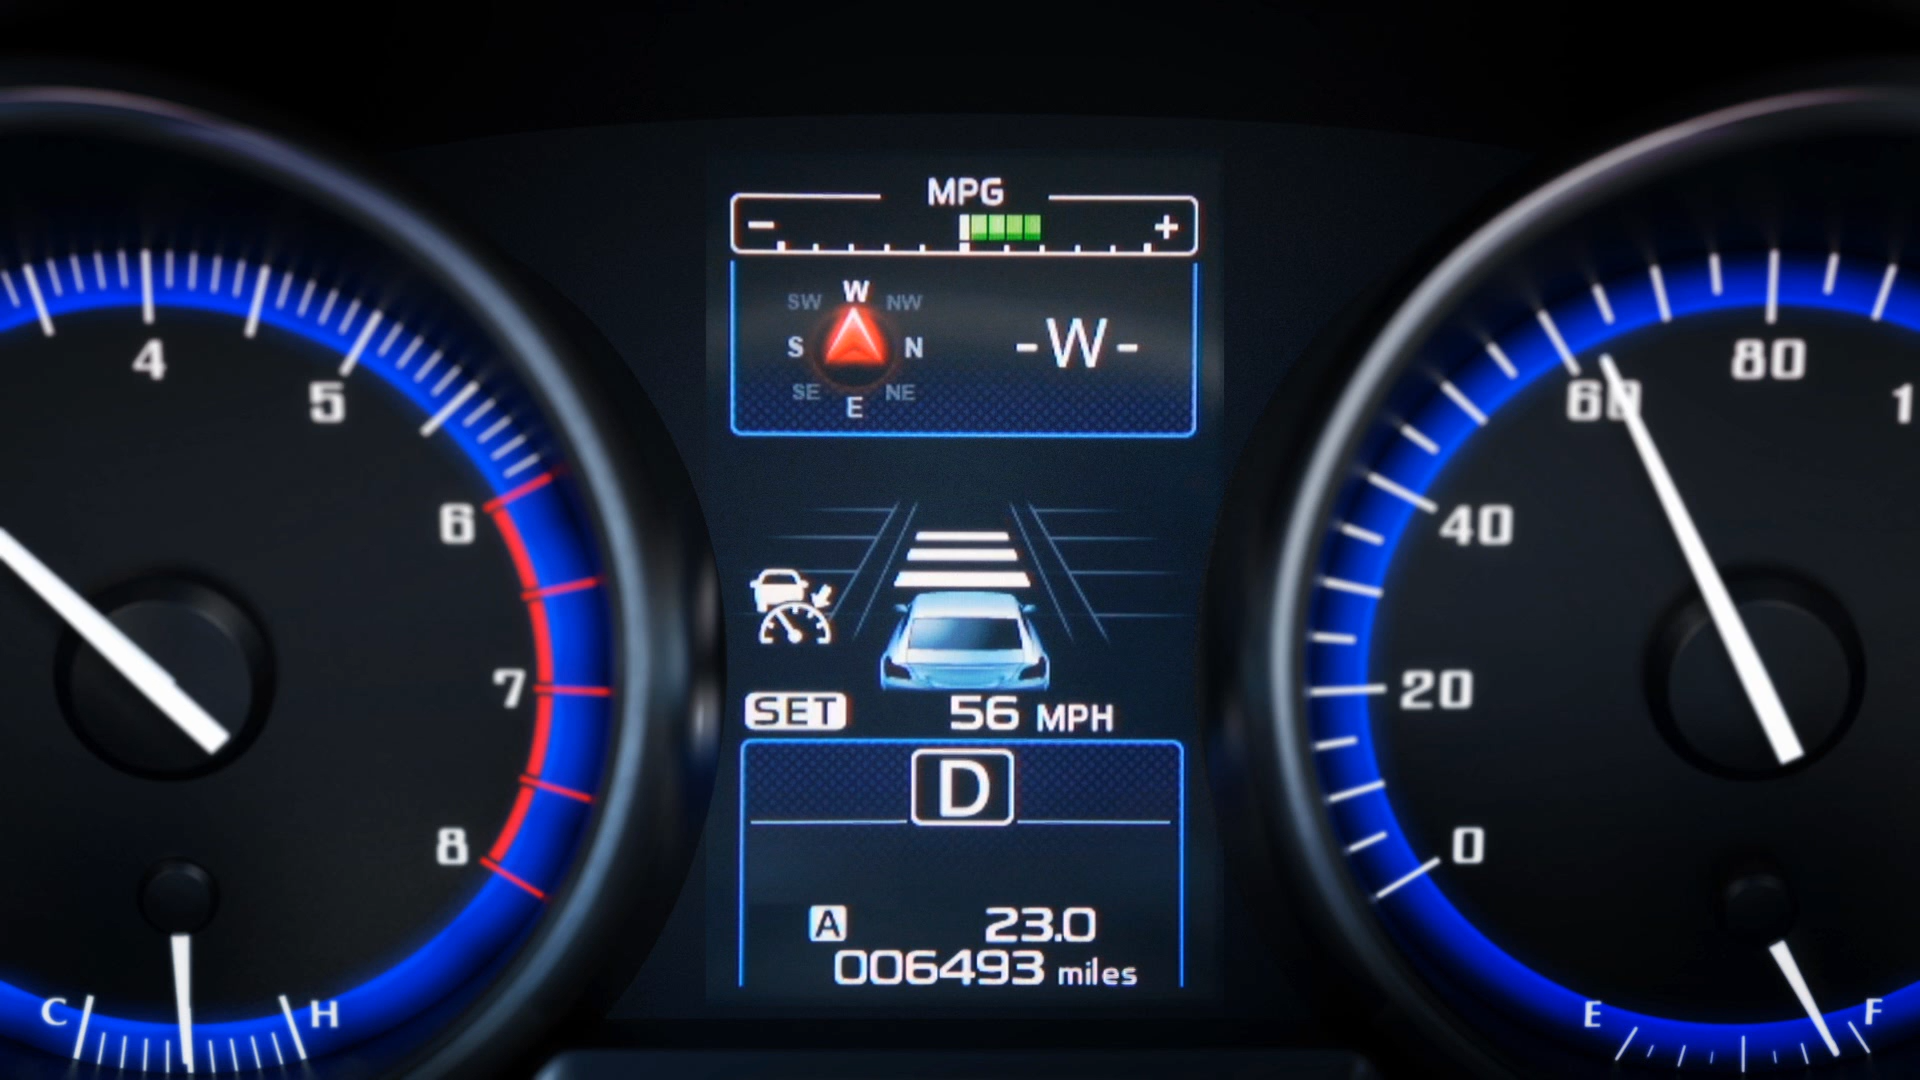 MPG
- +
W
SW NW
S N
-W-
SE NE
E
4
5
6
7
8
C H
SET 56 MPH
D
A 23.0
006493 miles
80
60
40
20
0
E F